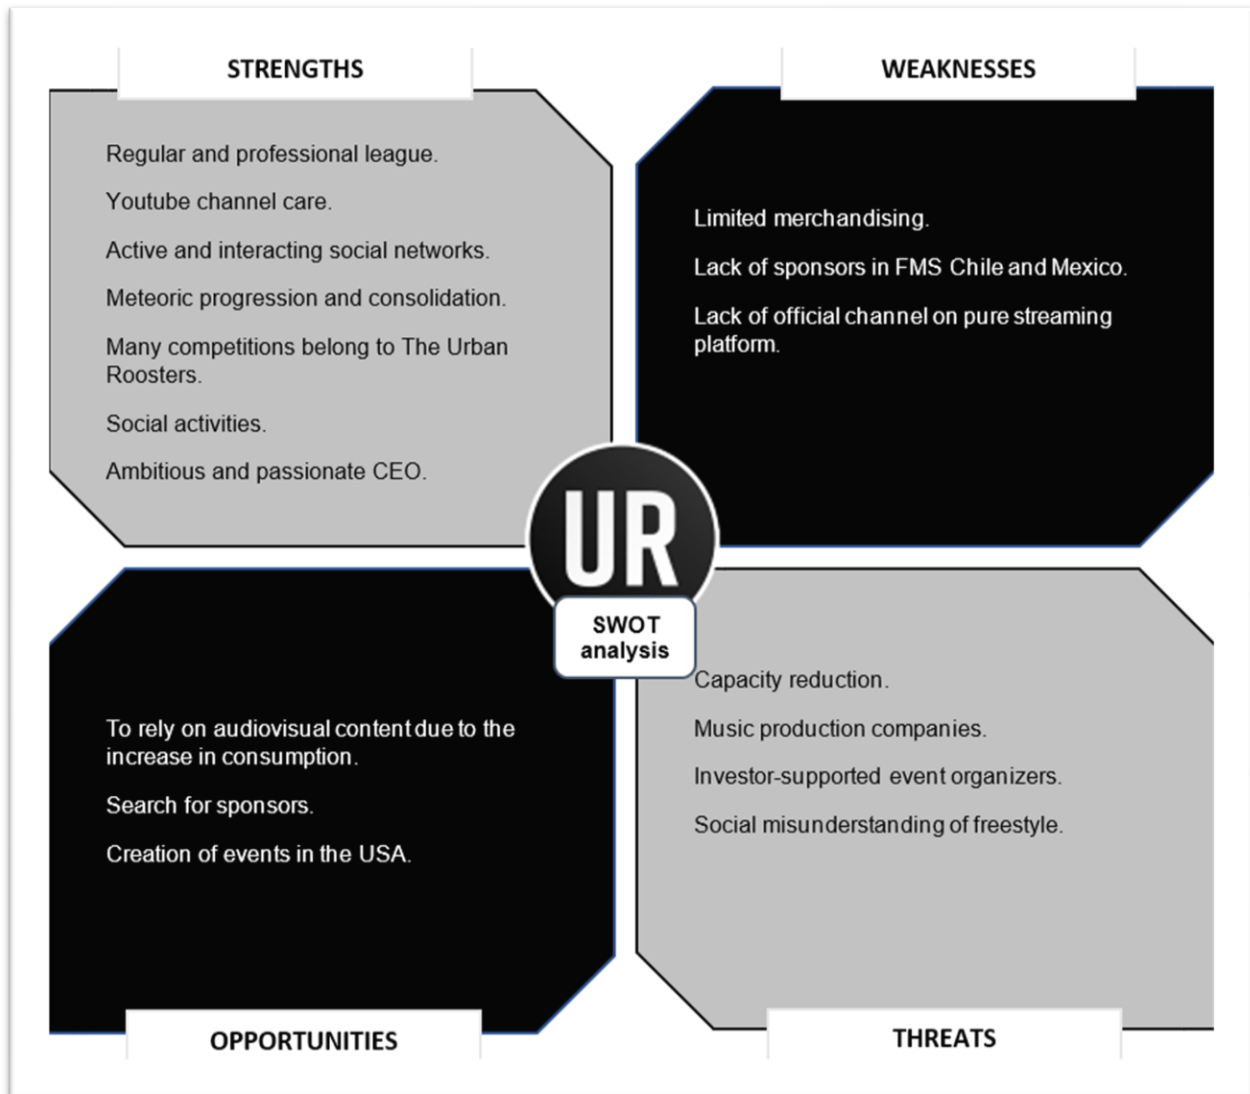 STRENGTHS
Regular and professional league.
Youtube channel care.
Active and interacting social networks.
Meteoric progression and consolidation.
Many competitions belong to The Urban
Roosters.
Social activities.
Ambitious and passionate CEO.
WEAKNESSES
Limited merchandising.
Lack of sponsors in FMS Chile and Mexico.
Lack of official channel on pure streaming
platform.
UR
SWOT
analysis
To rely on audiovisual content due to the
increase in consumption.
Search for sponsors.
Creation of events in the USA.
OPPORTUNITIES
Capacity reduction.
Music production companies.
Investor-supported event organizers.
Social misunderstanding of freestyle.
THREATS